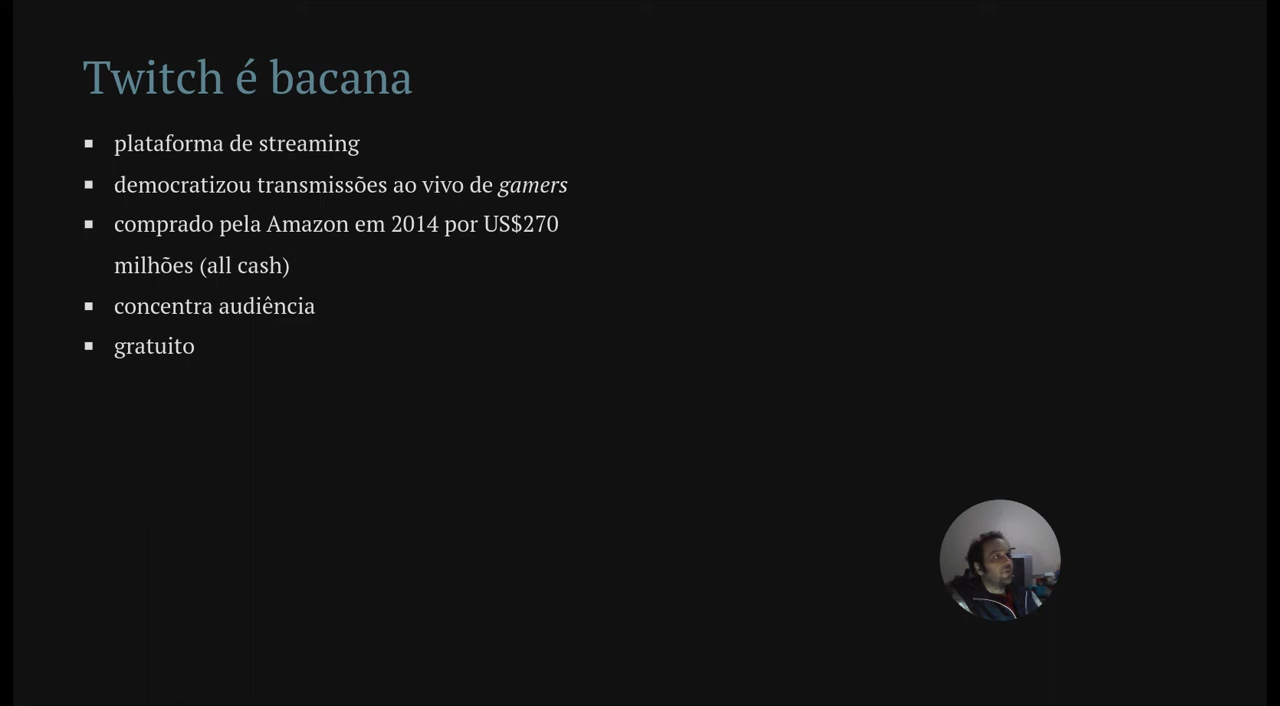 Twitch é bacana
▪ plataforma de streaming
▪ democratizou transmissões ao vivo de gamers
▪ comprado pela Amazon em 2014 por US$270
milhões (all cash)
▪ concentra audiência
▪ gratuito